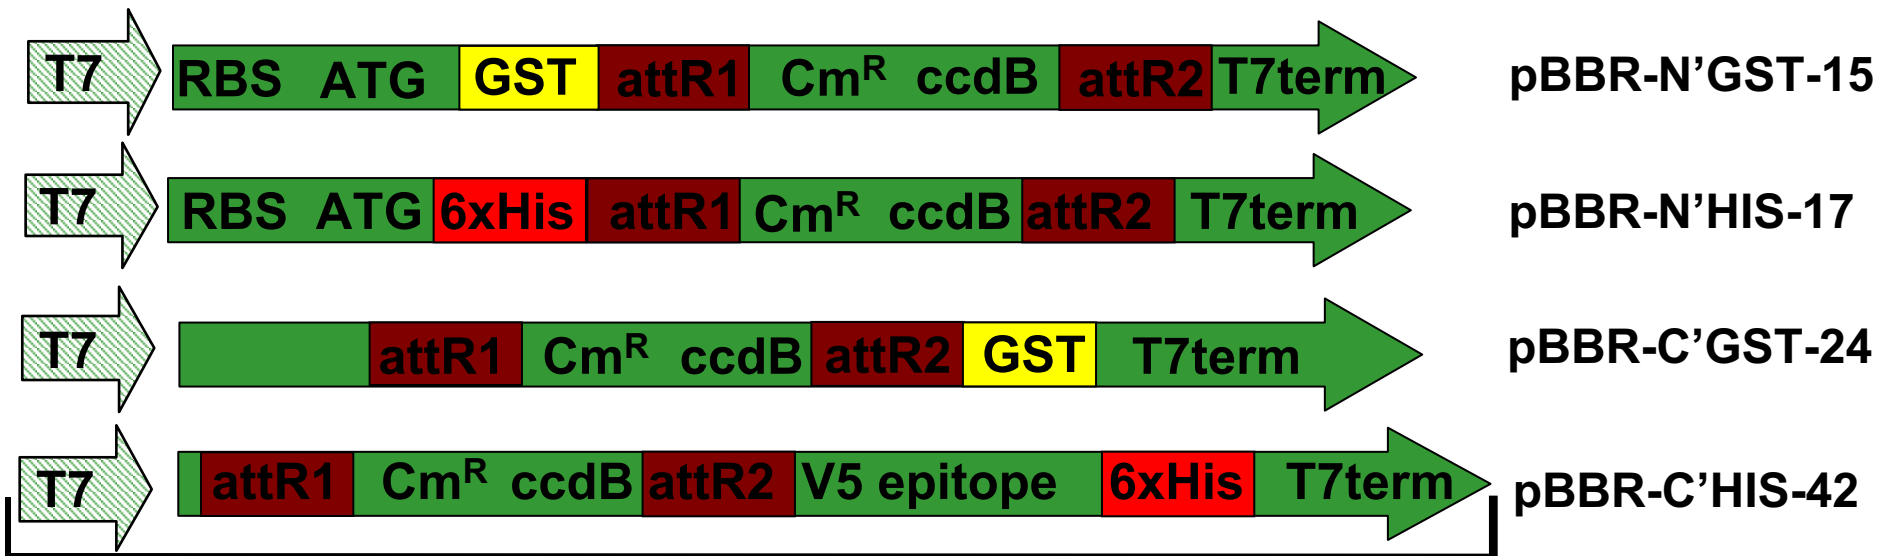 T7 RBS ATG GST attR1 CmR ccdB attR2 T7term pBBR-N’GST-15
T7 RBS ATG 6xHis attR1 CmR ccdB attR2 T7term pBBR-N’HIS-17
T7 attR1 CmR ccdB attR2 GST T7term pBBR-C’GST-24
T7 attR1 CmR ccdB attR2 V5 epitope 6xHis T7term pBBR-C’HIS-42